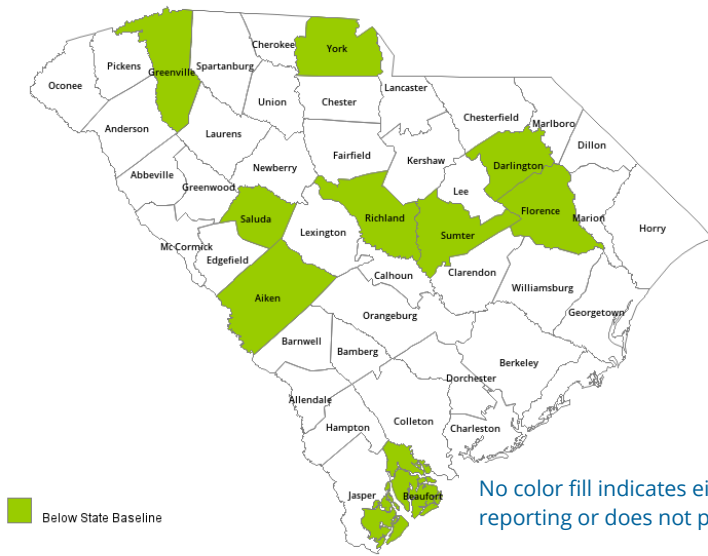 Cherokee
York
Pickens
Greenville
Spartanburg
Oconee
Lancaster
Union
Chester
Chesterfield
Marlboro
Anderson
Laurens
Dillon
Fairfield
Kershaw
Darlington
Newberry
Abbeville
Greenwood
Lee
Saluda
Richland
Florence
Marion
Horry
Lexington
Sumter
Mc Cormick
Edgefield
Calhoun
Clarendon
Williamsburg
Aiken
Georgetown
Orangeburg
Barnwell
Bamberg
Berkeley
Dorchester
Allendale
Colleton
Hampton
Charleston
Jasper
Beaufort
No color fill indicates
reporting or does not
Below State Baseline